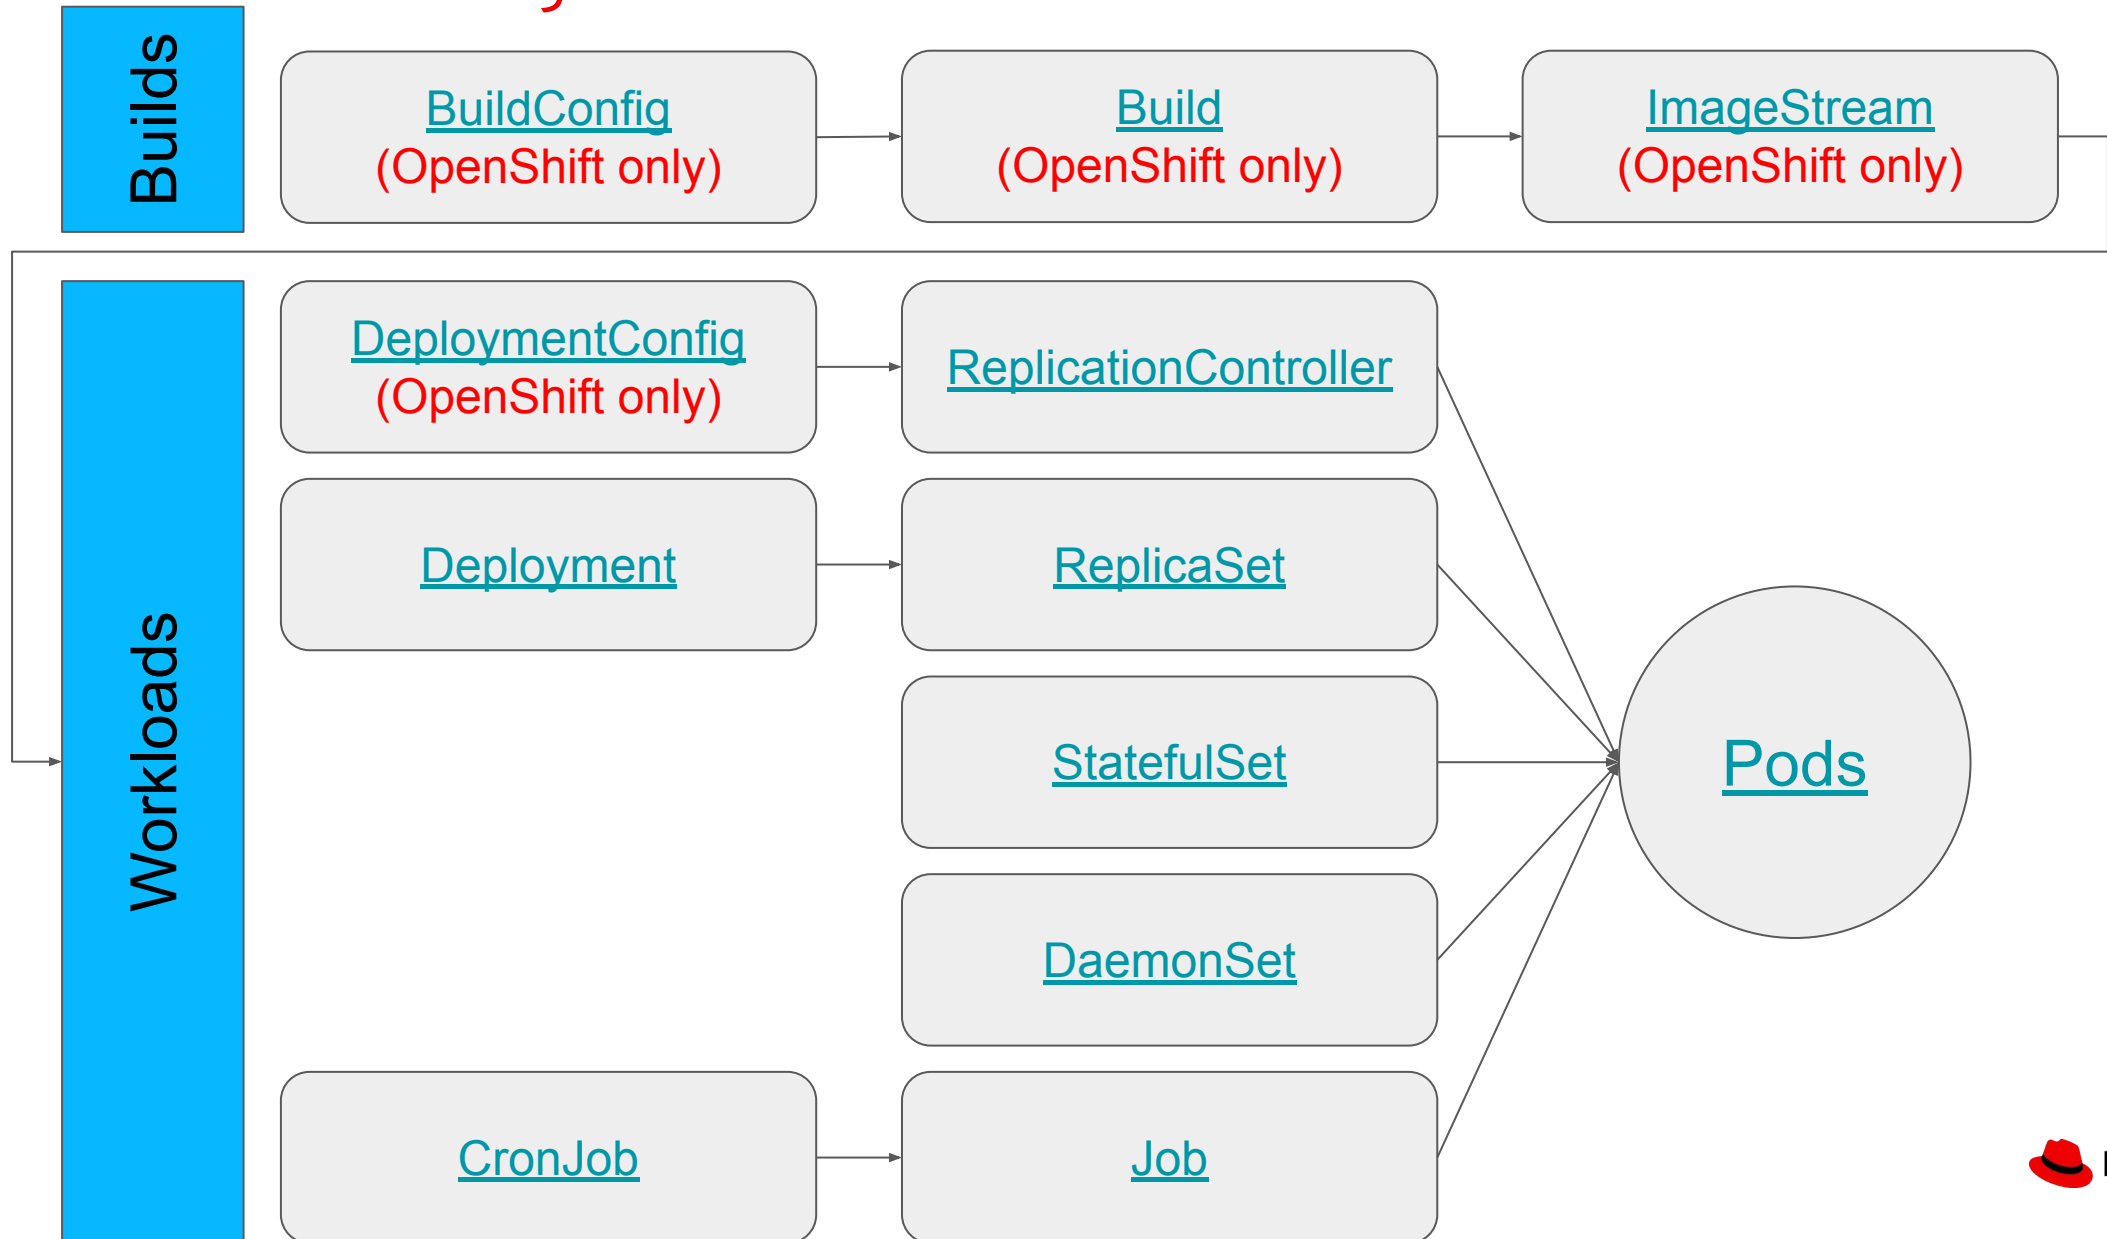 Builds
BuildConfig
(OpenShift only)
Build
(OpenShift only)
ImageStream
(OpenShift only)
Workloads
DeploymentConfig
(OpenShift only)
ReplicationController
Deployment
ReplicaSet
StatefulSet
Pods
DaemonSet
CronJob
Job